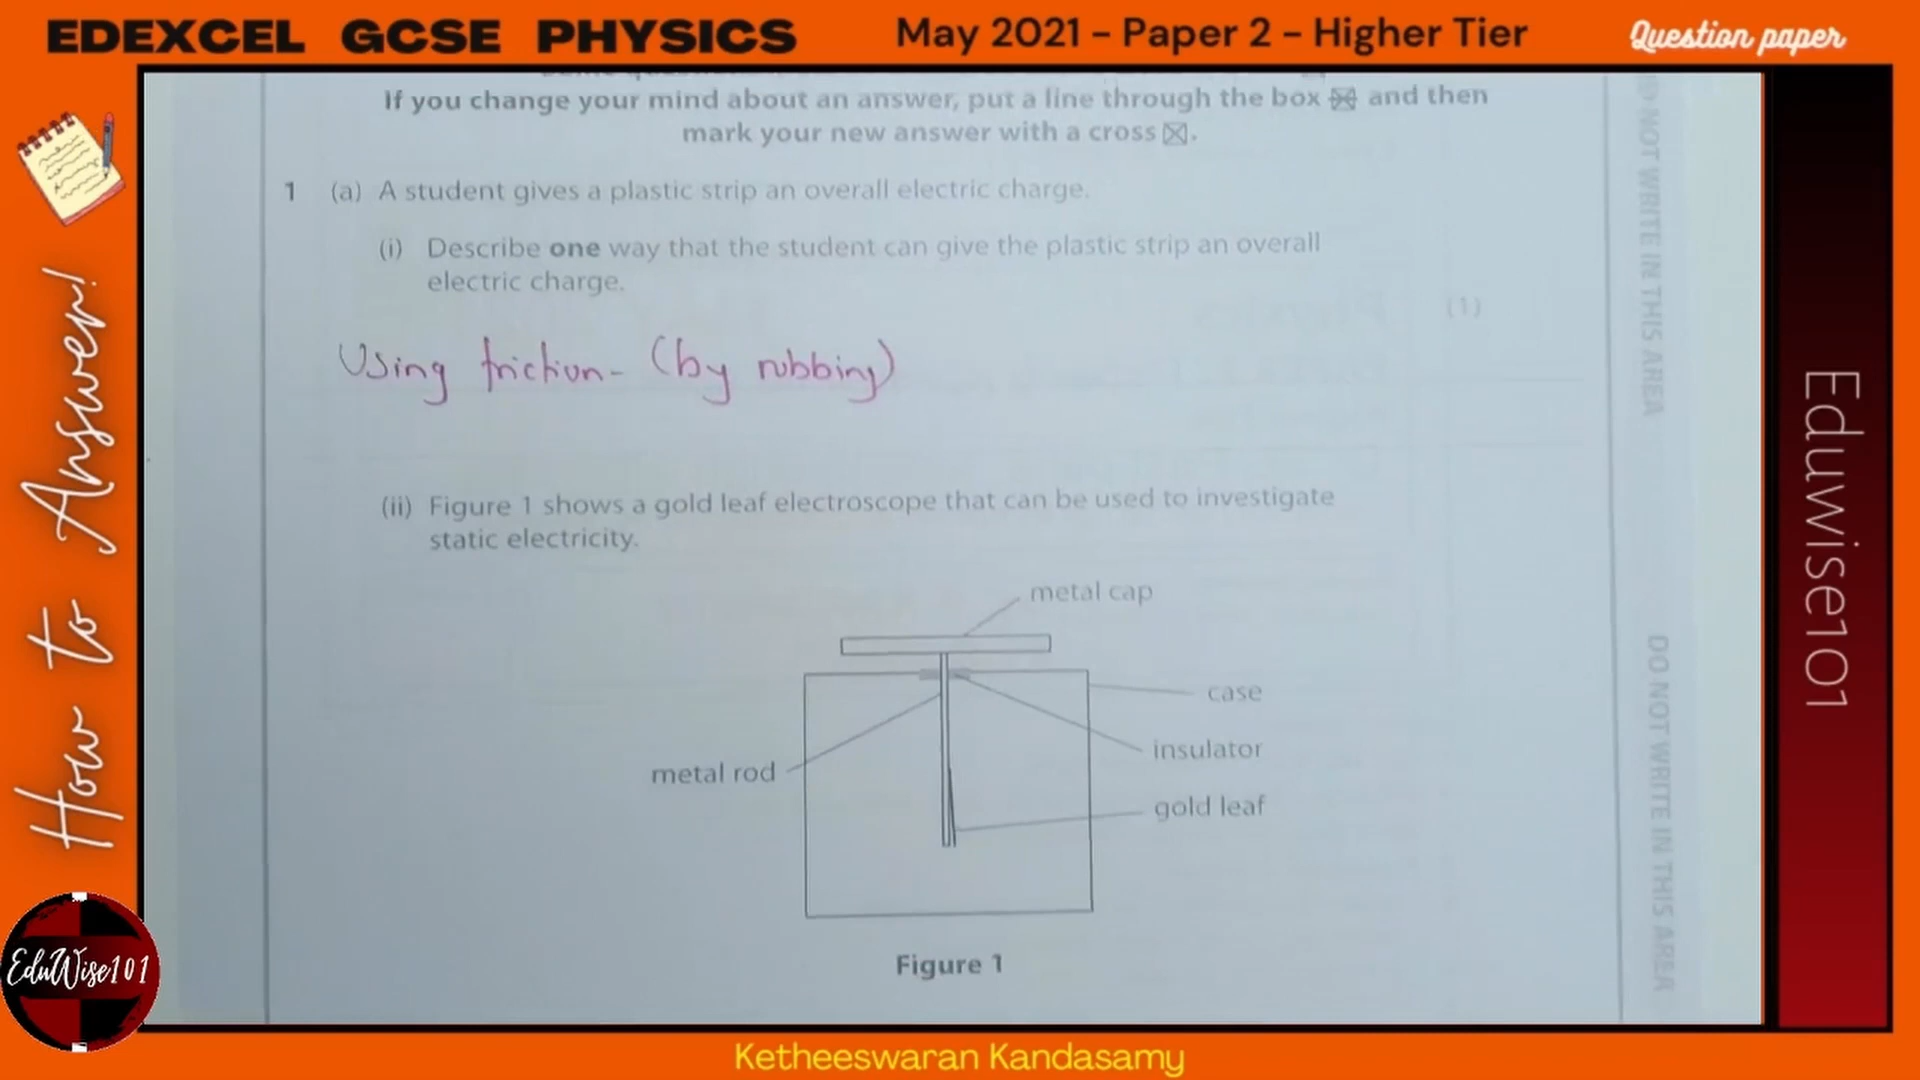 EDEXCEL GCSE PHYSICS
May 2021 - Paper 2 - Higher Tier
Question paper
If you change your mind about an answer, put a line through the box and then
mark your new answer with a cross
1 (a) A student gives a plastic strip an overall electric charge.
(i) Describe one way that the student can give the plastic strip an overall
electric charge.
(1)
Using friction- (by rubbing)
(ii) Figure 1 shows a gold leaf electroscope that can be used to investigate
static electricity.
metal cap
case
insulator
metal rod
gold leaf
Figure 1
NOT WRITE IN THIS AREA
DO NOT WRITE IN THIS AREA
How to Answer!
Eduwise101
EduWise101
Ketheeswaran Kandasamy